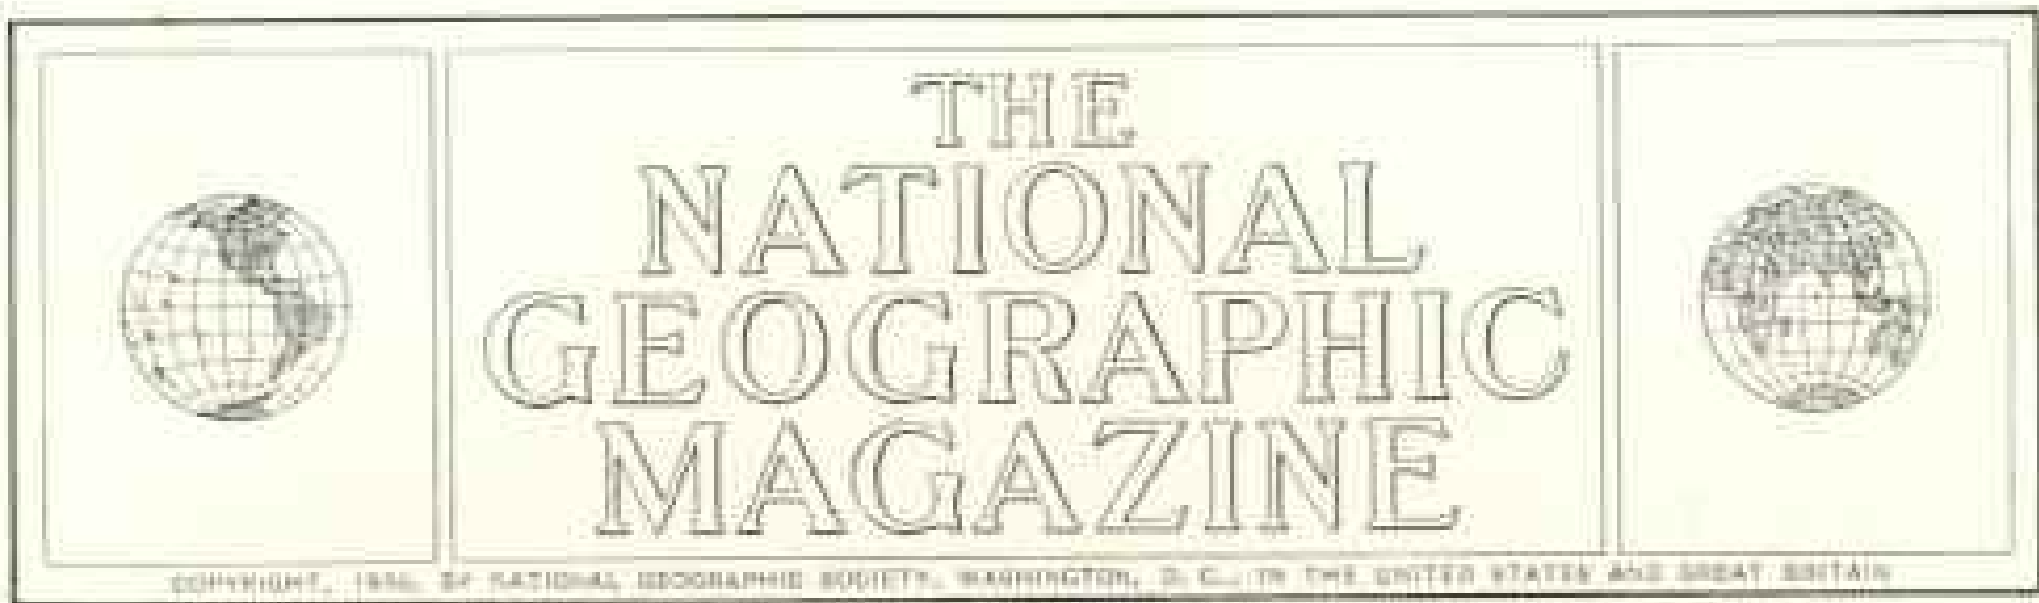 THE
NATIONAL
GEOGRAPHIC
MAGAZINE
COPYRIGHT, BY NATIONAL GEOGRAPHIC SOCIETY, WASHINGTON, D. C., IN THE UNITED STATES AND GREAT BRITAIN